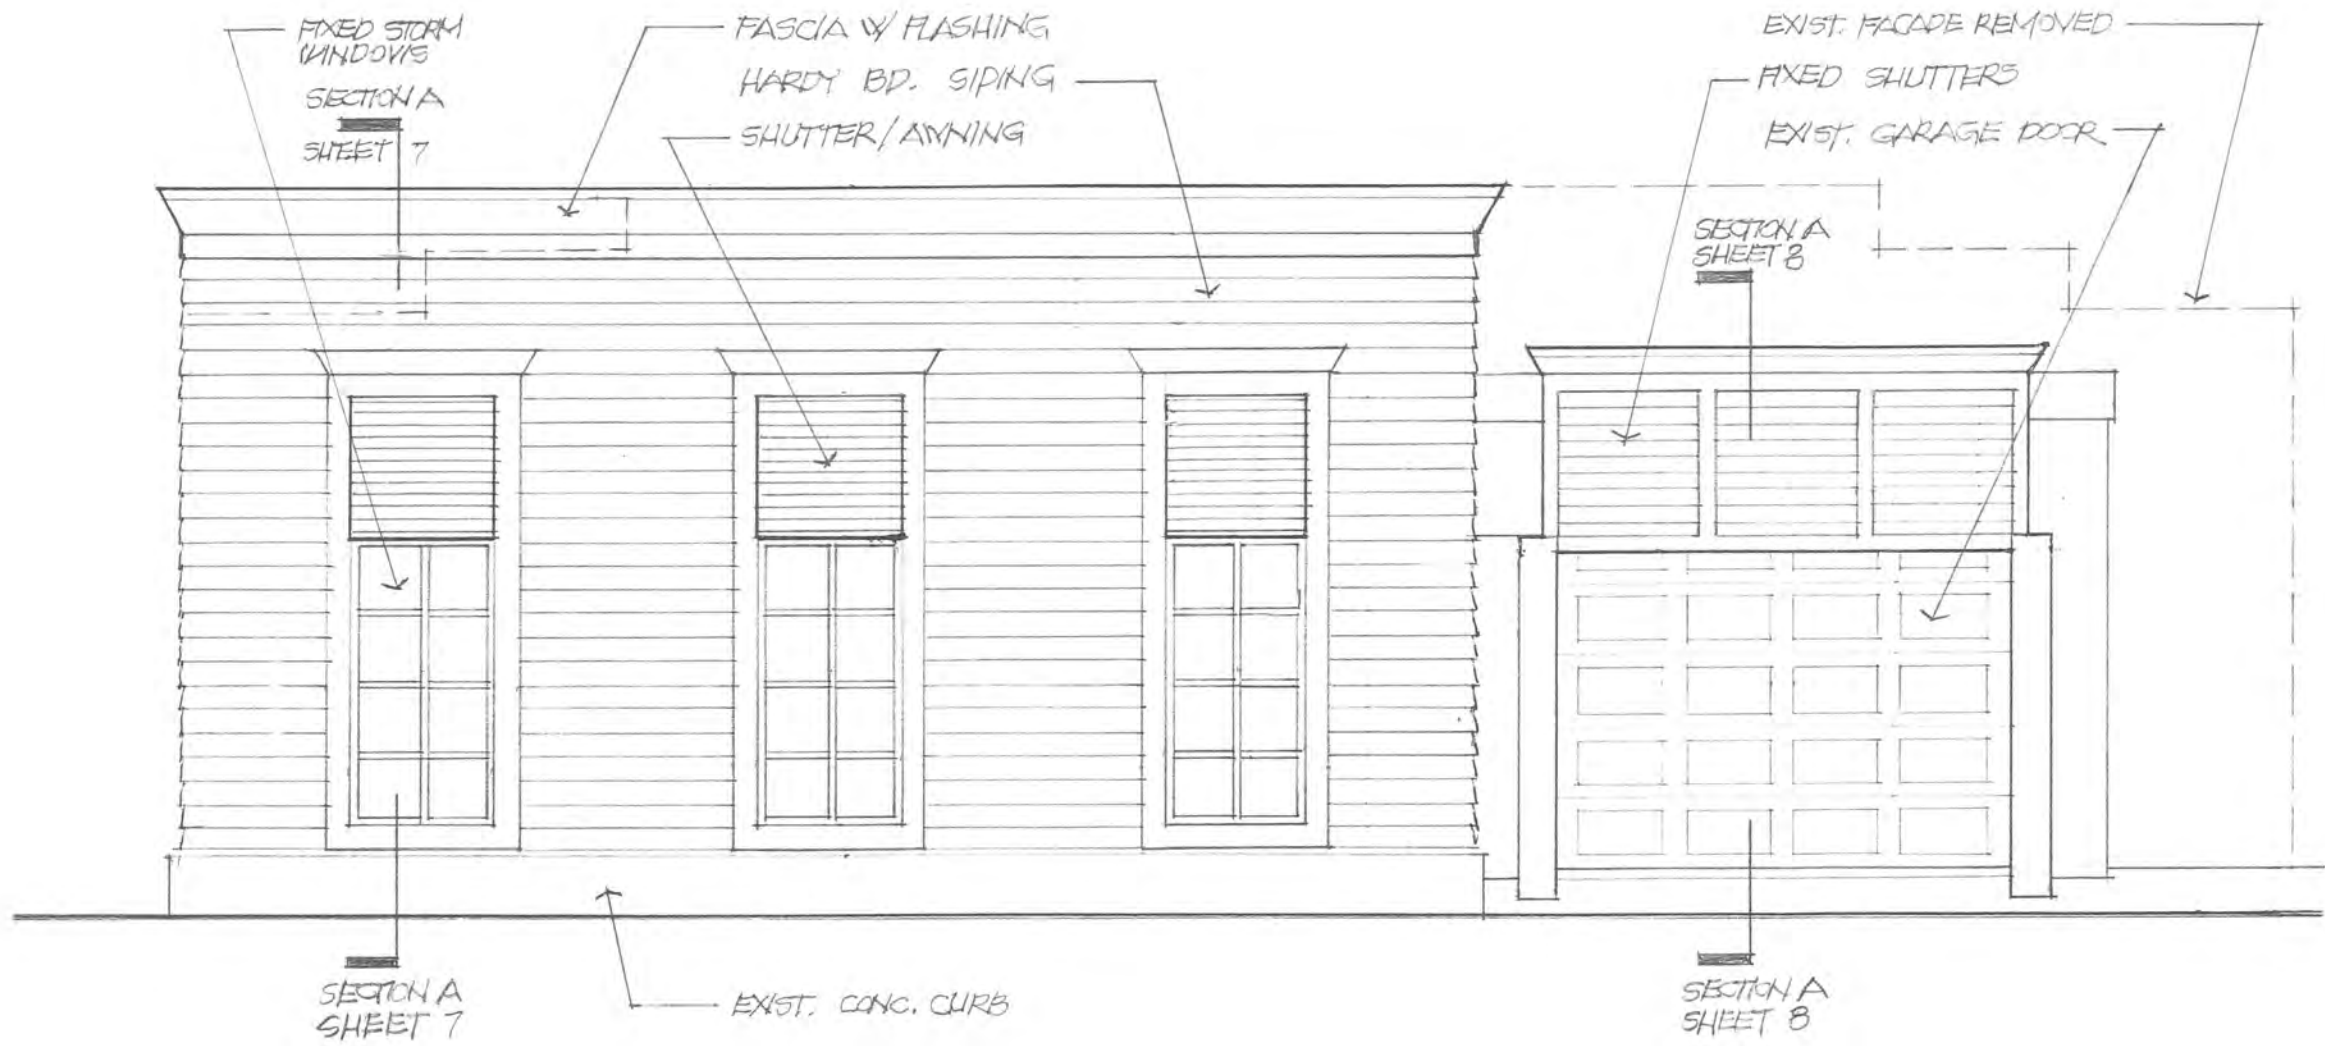 FIXED STORM
WINDOWS
SECTION A
SHEET 7
FASCIA W/ FLASHING
HARDY BD. SIDING
SHUTTER/AWNING
EXIST. FACADE REMOVED
FIXED SHUTTERS
EXIST. GARAGE DOOR
SECTION A
SHEET 8
SECTION A
SHEET 7
EXIST. CONC. CURB
SECTION A
SHEET 8